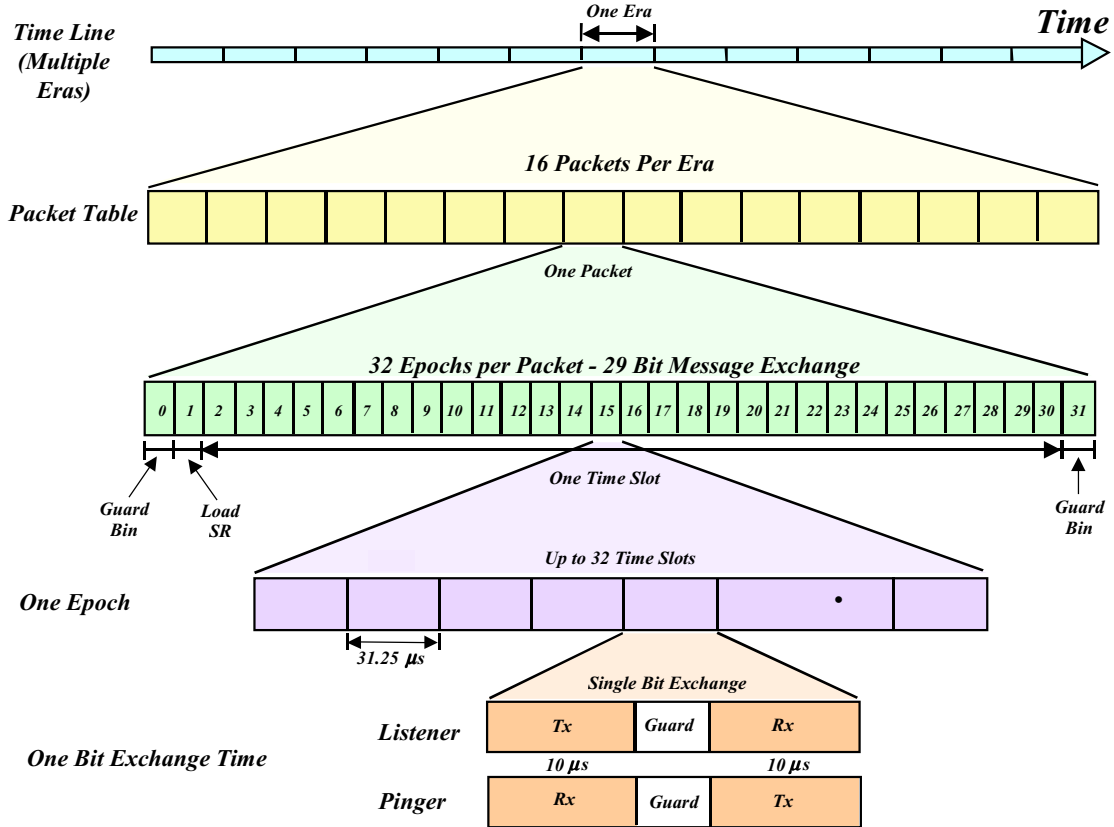 One Era
Time
Time Line
(Multiple
Eras)
16 Packets Per Era
Packet Table
One Packet
32 Epochs per Packet - 29 Bit Message Exchange
0 1 2 3 4 5 6 7 8 9 10 11 12 13 14 15 16 17 18 19 20 21 22 23 24 25 26 27 28 29 30 31
Guard
Bin
Load
SR
One Time Slot
Guard
Bin
Up to 32 Time Slots
One Epoch
31.25 μs
Single Bit Exchange
Listener
Tx Guard Rx
One Bit Exchange Time
10 μs 10 μs
Pinger
Rx Guard Tx